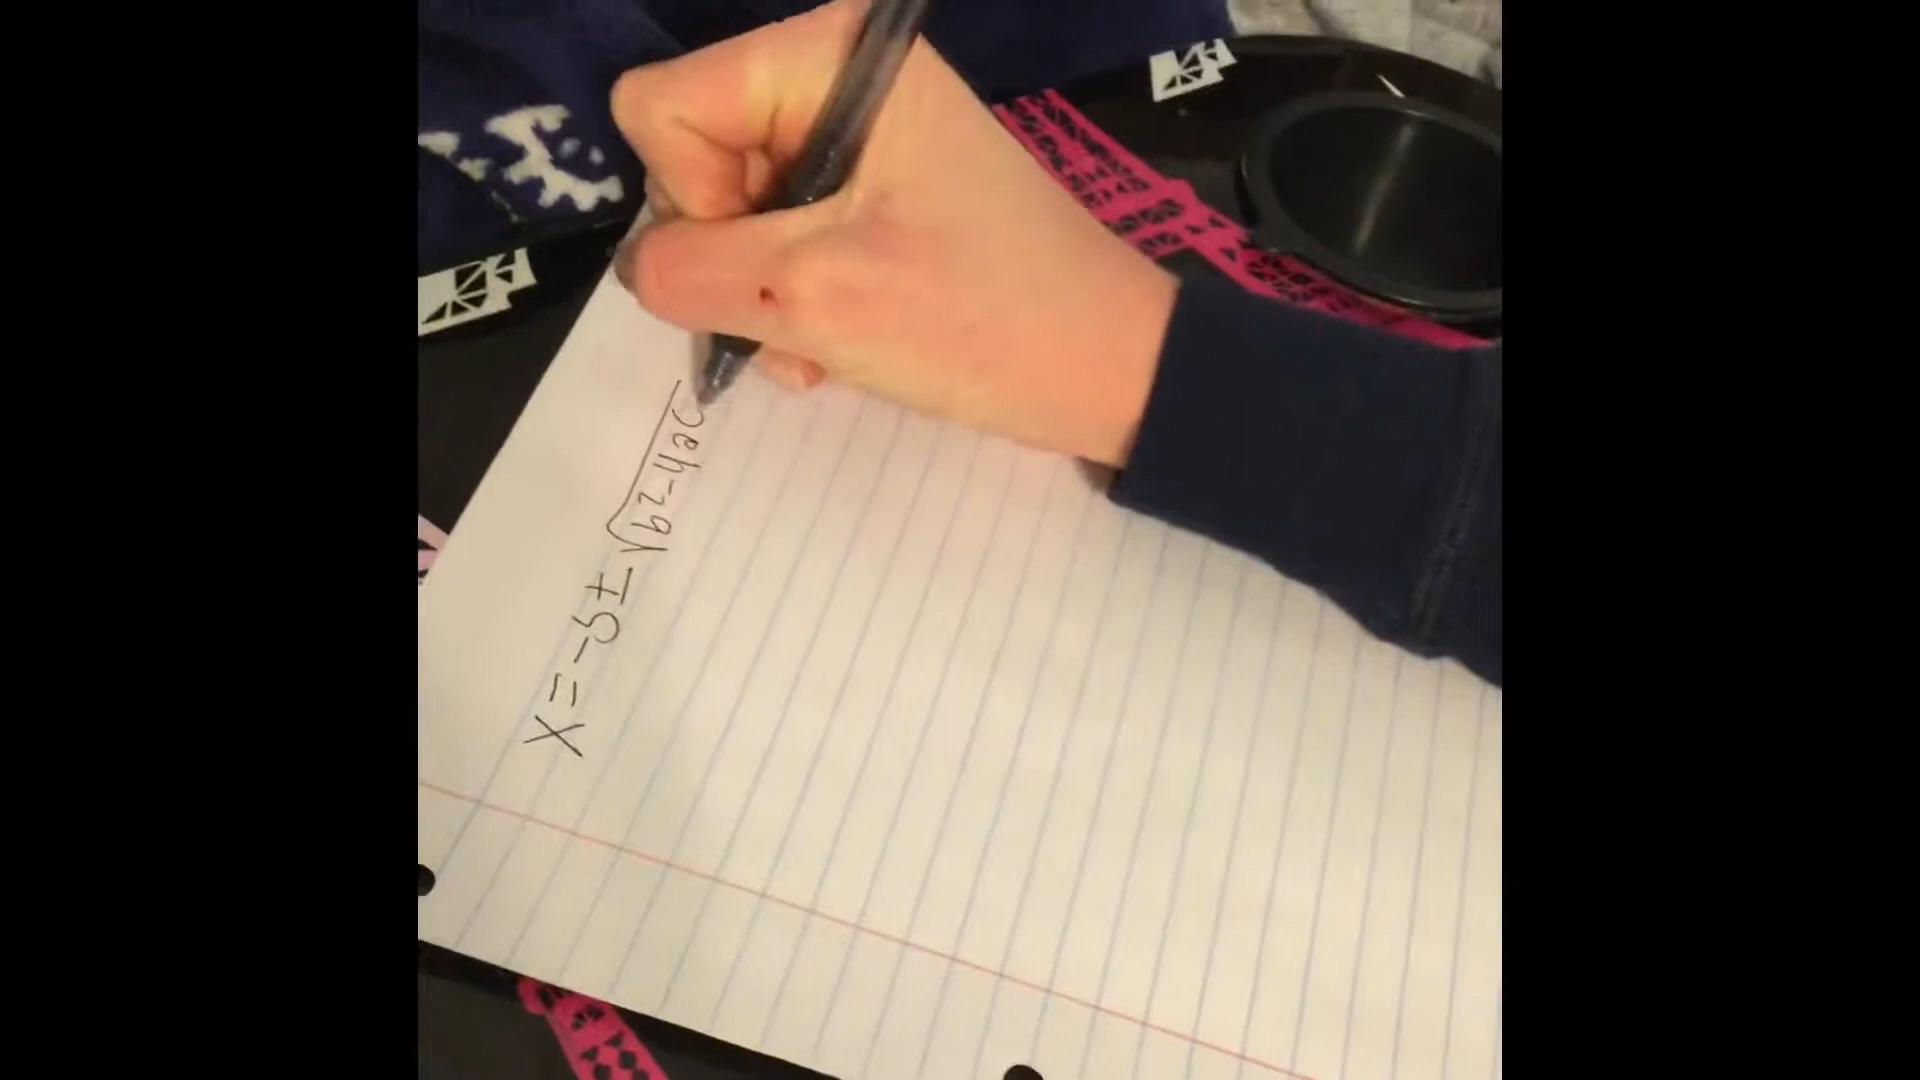 x = -b ± √b²-4ac